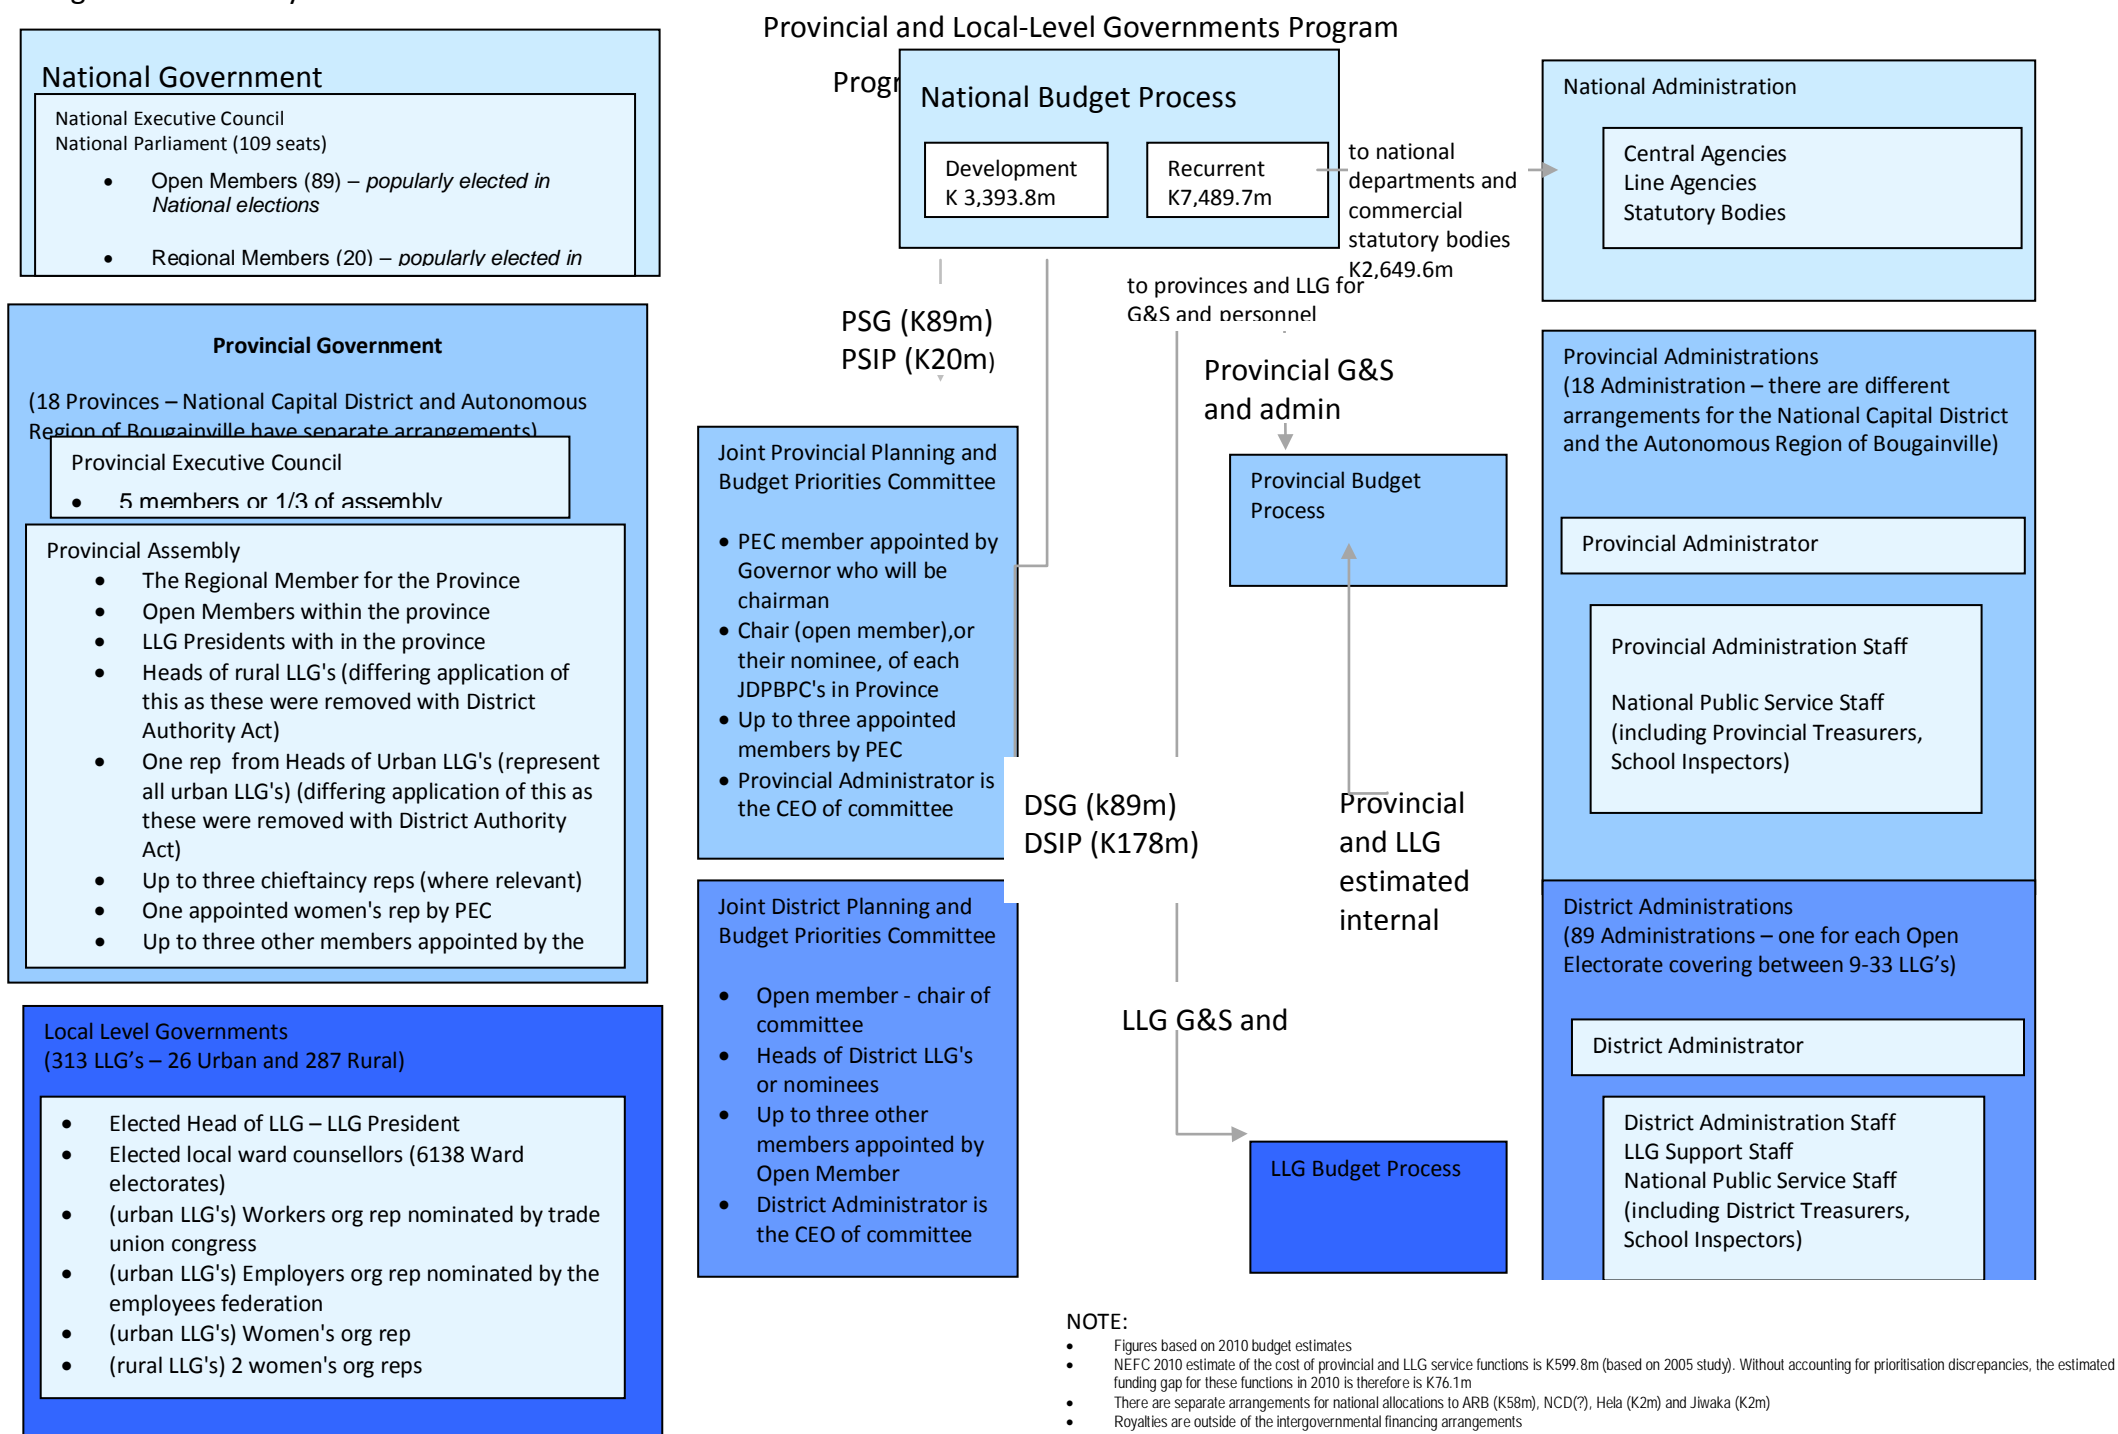 Provincial and Local-Level Governments Program
National Government
National Executive Council
National Parliament (109 seats)
• Open Members (89) – popularly elected in
National elections
• Regional Members (20) – popularly elected in
Provincial Government
(18 Provinces – National Capital District and Autonomous
Region of Bougainville have separate arrangements)
Provincial Executive Council
• 5 members or 1/3 of assembly
Provincial Assembly
• The Regional Member for the Province
• Open Members within the province
• LLG Presidents with in the province
• Heads of rural LLG's (differing application of
this as these were removed with District
Authority Act)
• One rep from Heads of Urban LLG's (represent
all urban LLG's) (differing application of this as
these were removed with District Authority
Act)
• Up to three chieftaincy reps (where relevant)
• One appointed women's rep by PEC
• Up to three other members appointed by the
Local Level Governments
(313 LLG’s – 26 Urban and 287 Rural)
• Elected Head of LLG – LLG President
• Elected local ward counsellors (6138 Ward
electorates)
• (urban LLG's) Workers org rep nominated by trade
union congress
• (urban LLG's) Employers org rep nominated by the
employees federation
• (urban LLG's) Women's org rep
• (rural LLG's) 2 women's org reps
Progr
National Budget Process
Development
K 3,393.8m
Recurrent
K7,489.7m
to national
departments and
commercial
statutory bodies
K2,649.6m
to provinces and LLG for
G&S and personnel
PSG (K89m)
PSIP (K20m)
Provincial G&S
and admin
Joint Provincial Planning and
Budget Priorities Committee
• PEC member appointed by
Governor who will be
chairman
• Chair (open member),or
their nominee, of each
JDPBPC's in Province
• Up to three appointed
members by PEC
• Provincial Administrator is
the CEO of committee
Provincial Budget
Process
DSG (k89m)
DSIP (K178m)
Provincial
and LLG
estimated
internal
Joint District Planning and
Budget Priorities Committee
• Open member - chair of
committee
• Heads of District LLG's
or nominees
• Up to three other
members appointed by
Open Member
• District Administrator is
the CEO of committee
LLG G&S and
LLG Budget Process
National Administration
Central Agencies
Line Agencies
Statutory Bodies
Provincial Administrations
(18 Administration – there are different
arrangements for the National Capital District
and the Autonomous Region of Bougainville)
Provincial Administrator
Provincial Administration Staff
National Public Service Staff
(including Provincial Treasurers,
School Inspectors)
District Administrations
(89 Administrations – one for each Open
Electorate covering between 9-33 LLG’s)
District Administrator
District Administration Staff
LLG Support Staff
National Public Service Staff
(including District Treasurers,
School Inspectors)
NOTE:
• Figures based on 2010 budget estimates
• NEFC 2010 estimate of the cost of provincial and LLG service functions is K599.8m (based on 2005 study). Without accounting for prioritisation discrepancies, the estimated
funding gap for these functions in 2010 is therefore is K76.1m
• There are separate arrangements for national allocations to ARB (K58m), NCD(?), Hela (K2m) and Jiwaka (K2m)
• Royalties are outside of the intergovernmental financing arrangements